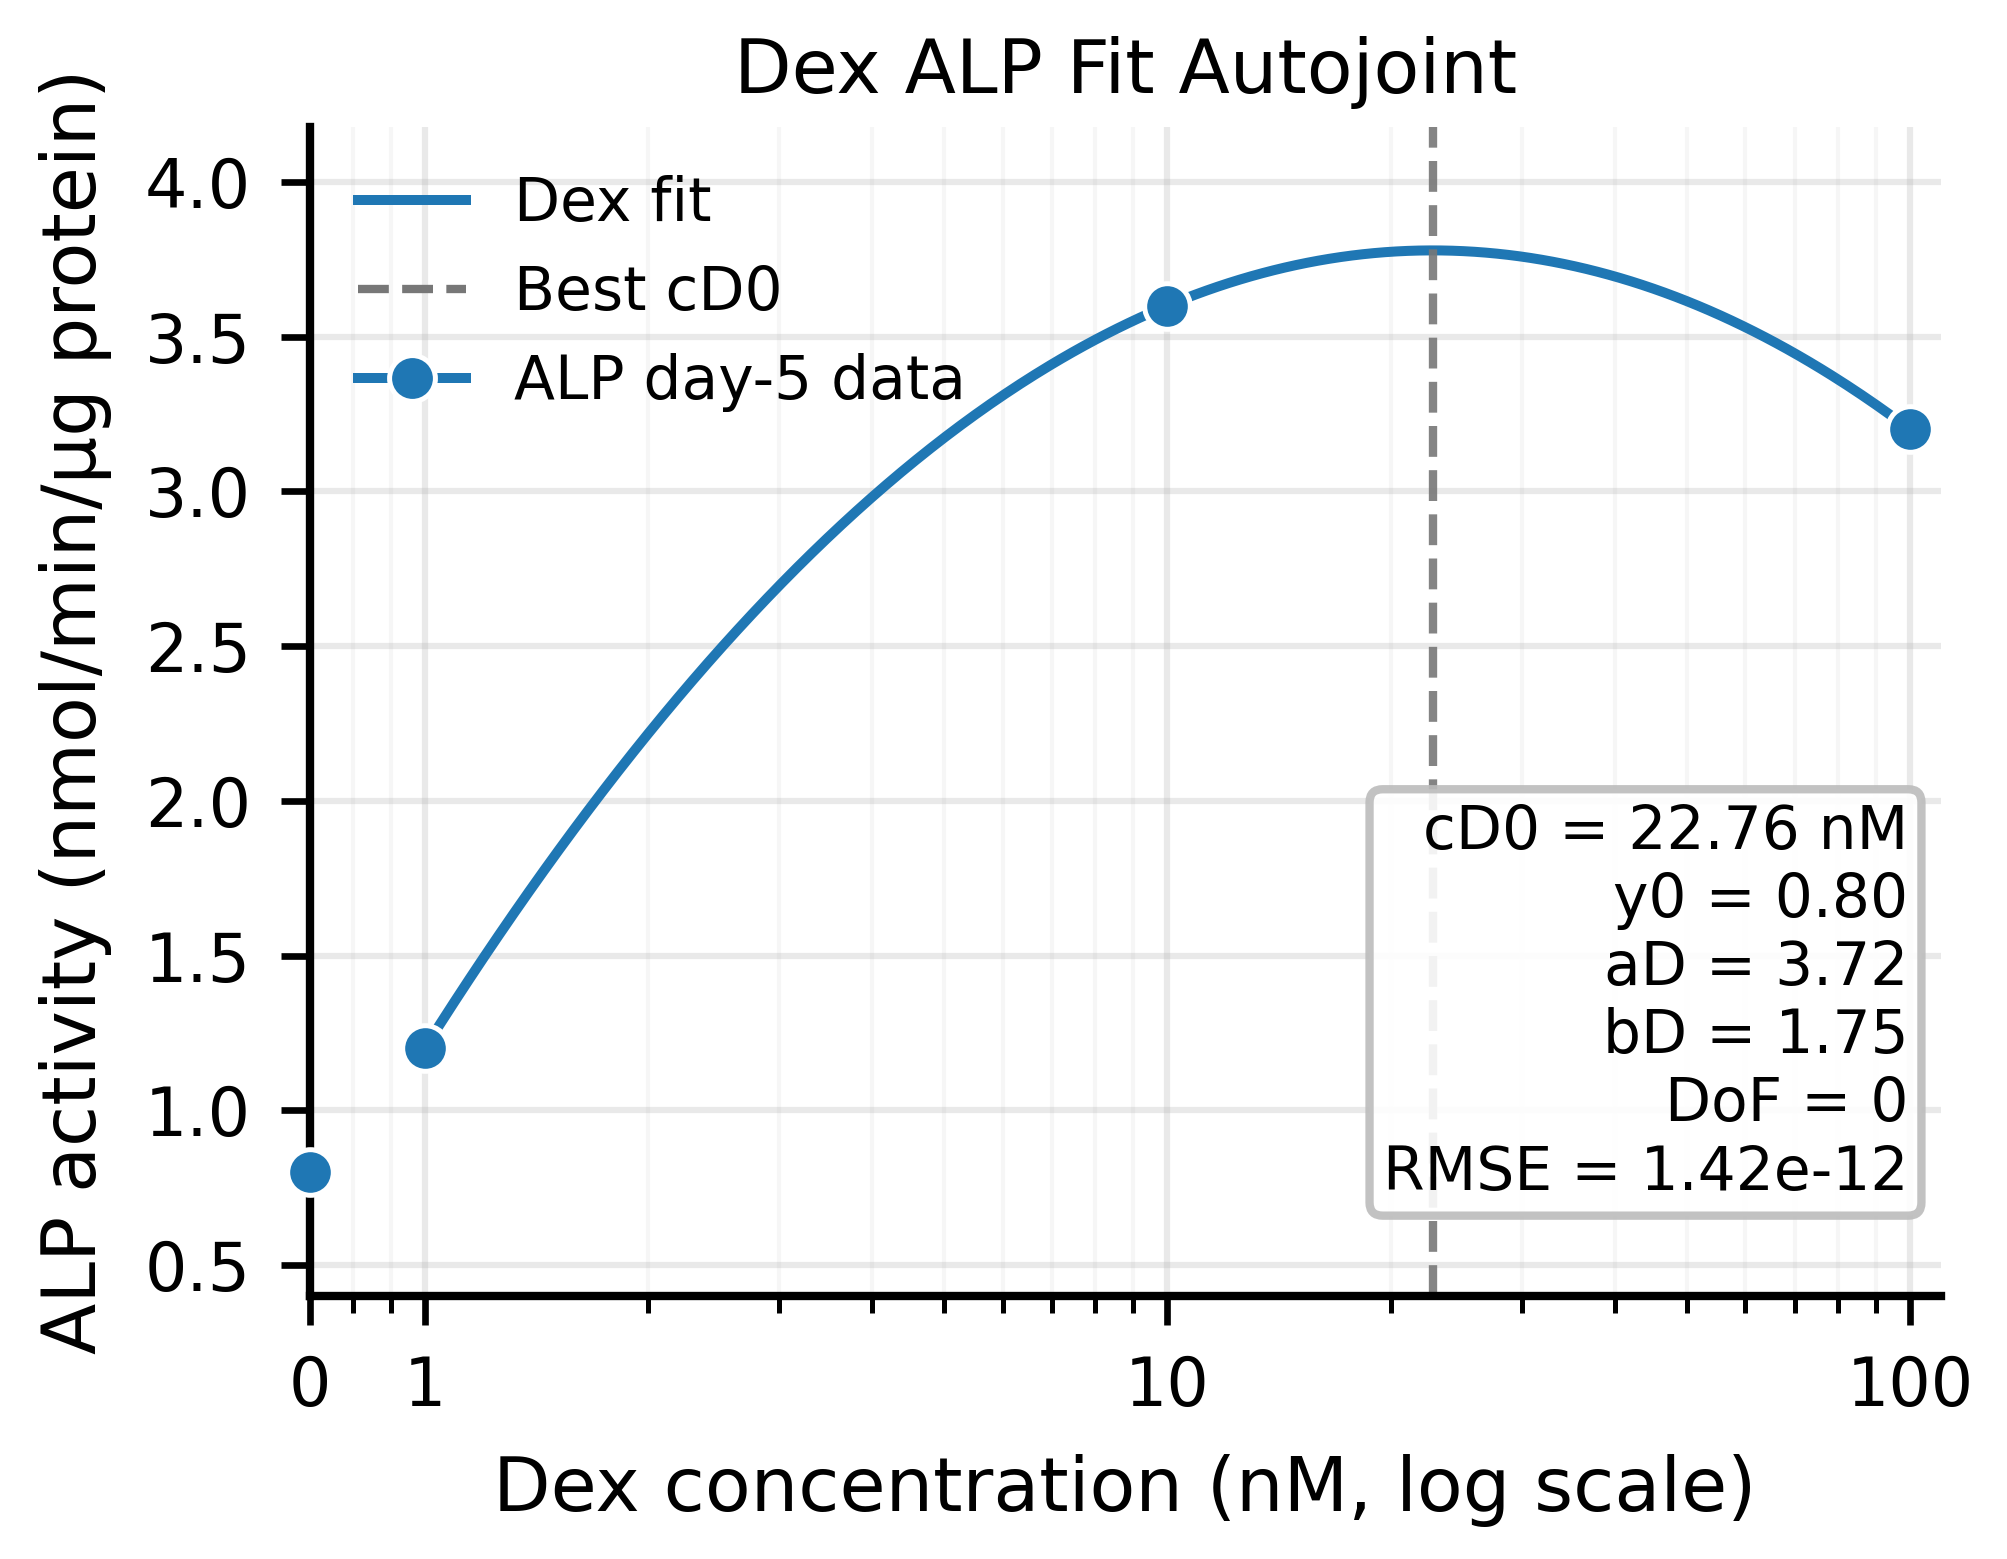 Dex ALP Fit Autojoint
ALP activity (nmol/min/µg protein)
4.0
3.5
3.0
2.5
2.0
1.5
1.0
0.5
Dex fit
Best cD0
ALP day-5 data
cD0 = 22.76 nM
y0 = 0.80
aD = 3.72
bD = 1.75
DoF = 0
RMSE = 1.42e-12
0 1 10 100
Dex concentration (nM, log scale)